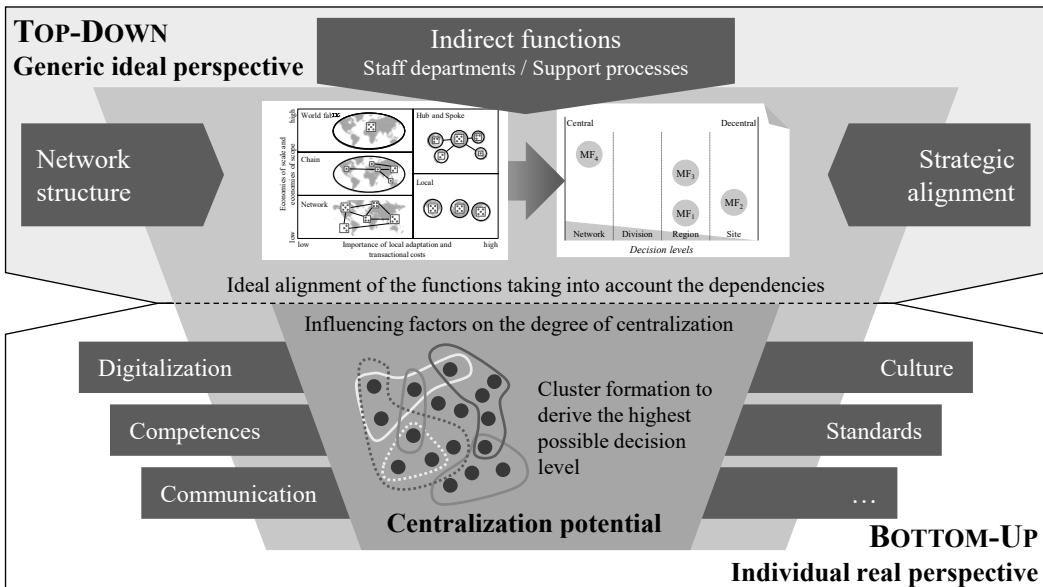 TOP-DOWN
Generic ideal perspective
Indirect functions
Staff departments / Support processes
Network
structure
Strategic
alignment
Economies of scale and
economies of scope
low
high
World
Chain
Network
Hub and Spoke
Local
low
Importance of local adaptation and
transactional costs
high
Central
Decentral
MF4
MF3
MF2
MF1
Network
Division
Region
Site
Decision levels
Ideal alignment of the functions taking into account the dependencies
Influencing factors on the degree of centralization
Digitalization
Competences
Communication
Cluster formation to
derive the highest
possible decision
level
Culture
Standards
…
Centralization potential
BOTTOM-UP
Individual real perspective